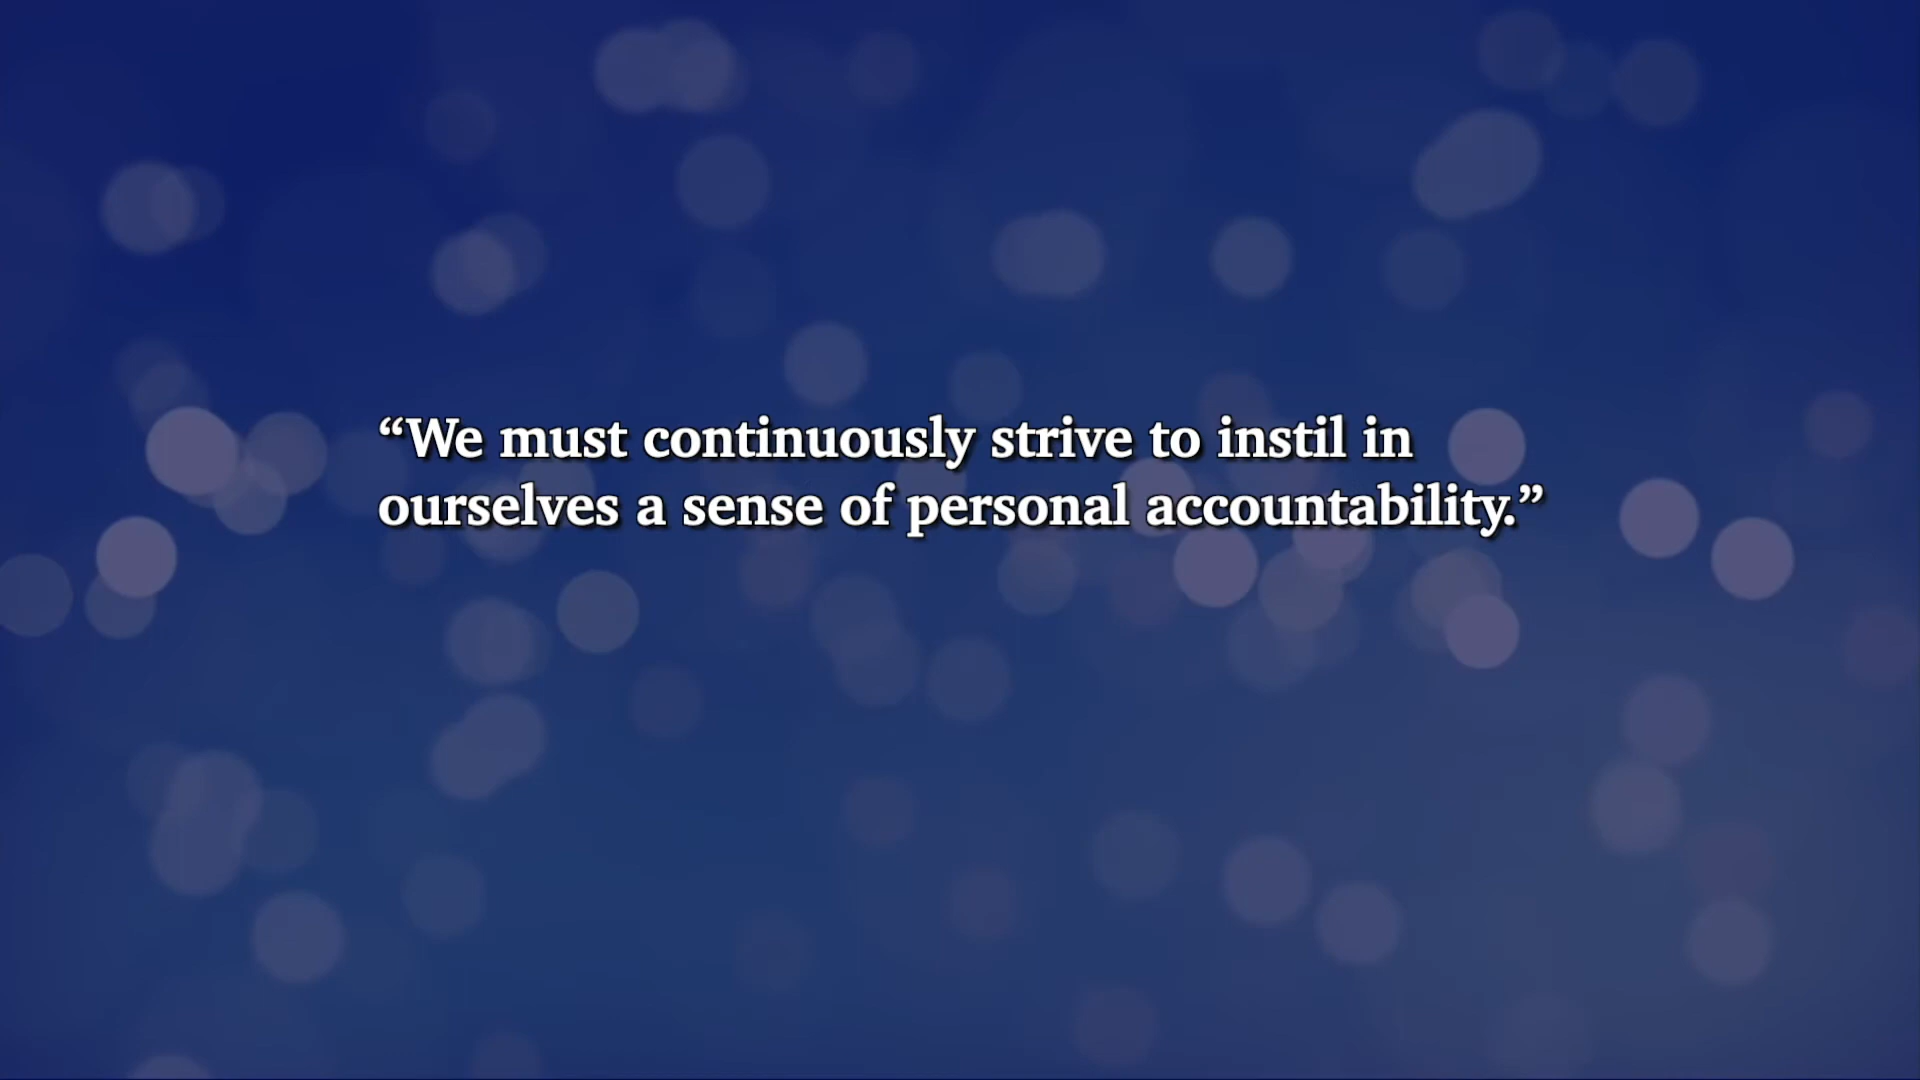 “We must continuously strive to instil in
ourselves a sense of personal accountability.”